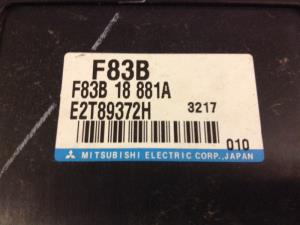 F83B
F83B 18 881A
E2T89372H 3217
010
MITSUBISHI ELECTRIC CORP., JAPAN